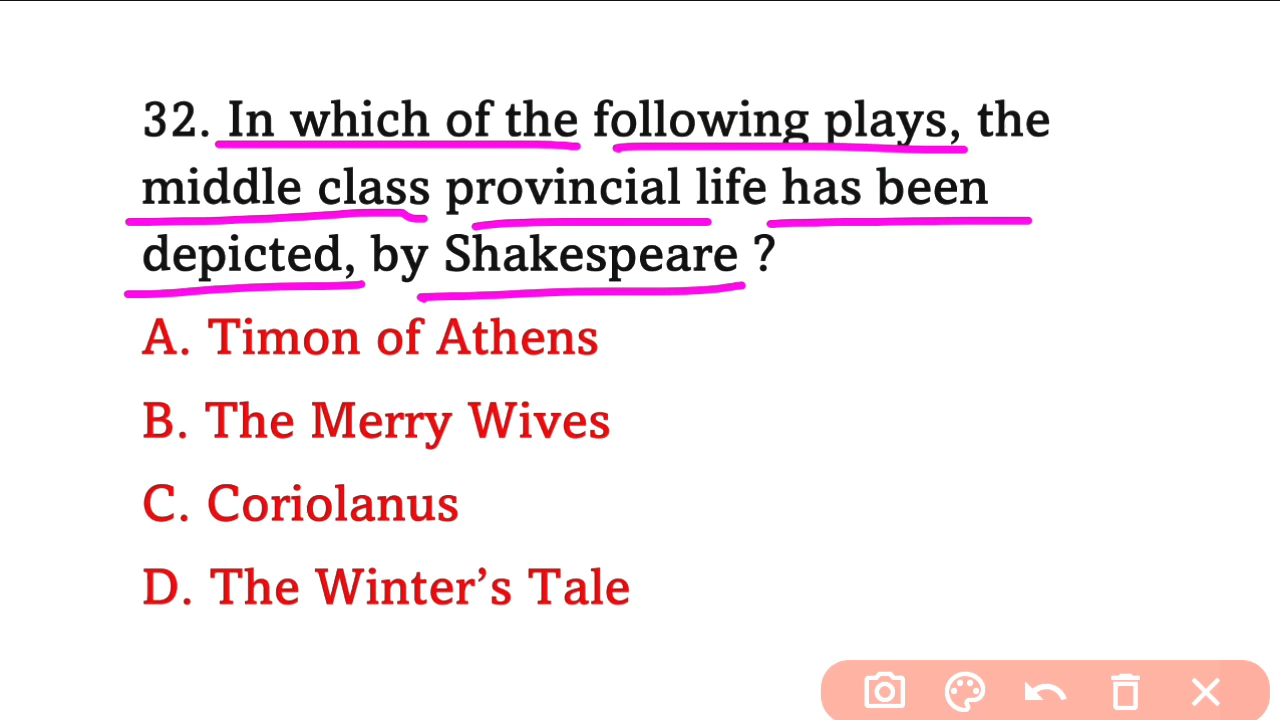 32. In which of the following plays, the
middle class provincial life has been
depicted, by Shakespeare ?
A. Timon of Athens
B. The Merry Wives
C. Coriolanus
D. The Winter’s Tale